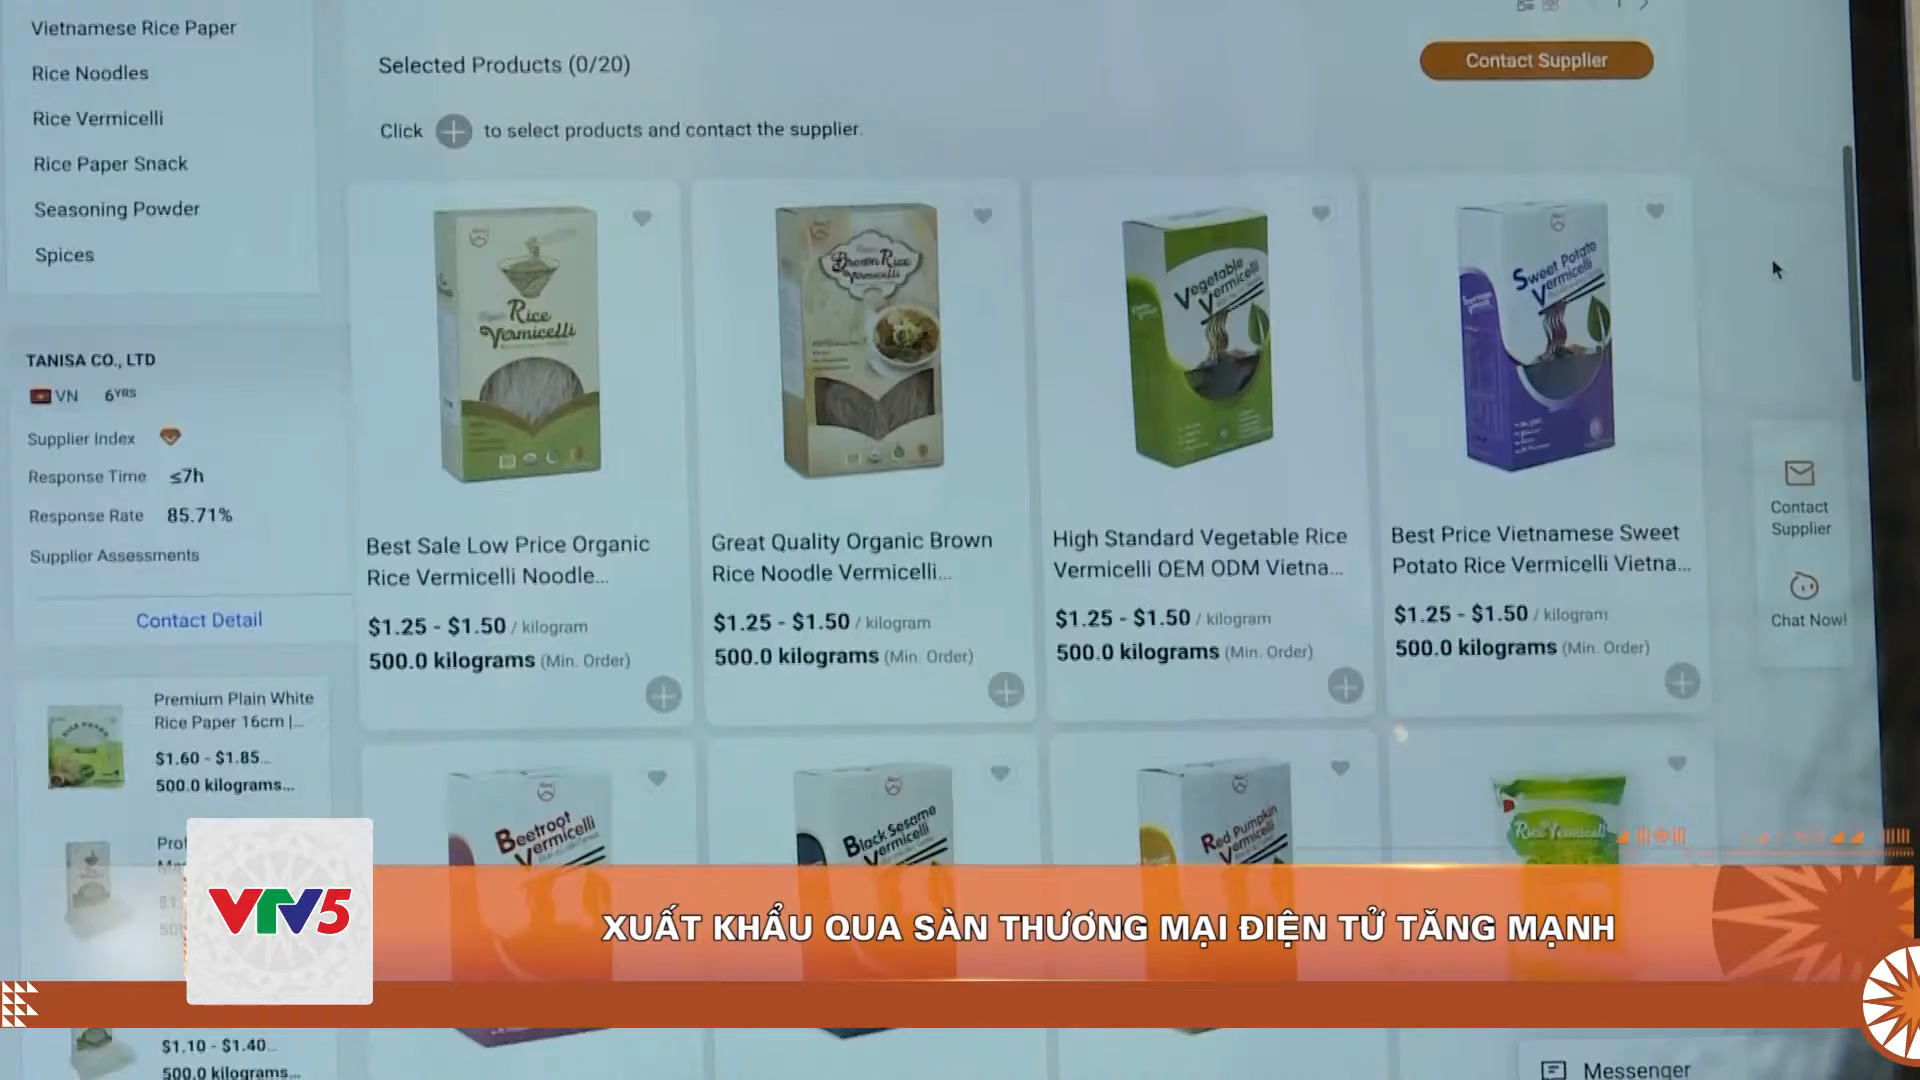 Vietnamese Rice Paper
Rice Noodles
Rice Vermicelli
Rice Paper Snack
Seasoning Powder
Spices
TANISA CO., LTD
VN 6YRS
Supplier Index
Response Time ≤7h
Response Rate 85.71%
Supplier Assessments
Contact Detail
Premium Plain White
Rice Paper 16cm |...
$1.60 - $1.85...
500.0 kilograms...
$1.10 - $1.40...
500.0 kilograms...
Selected Products (0/20)
Contact Supplier
Click + to select products and contact the supplier.
Rice
Vermicelli
Brown Rice
Vermicelli
Vegetable
Vermicelli
Sweet Potato
Vermicelli
Best Sale Low Price Organic
Rice Vermicelli Noodle...
$1.25 - $1.50 / kilogram
500.0 kilograms (Min. Order)
Great Quality Organic Brown
Rice Noodle Vermicelli...
$1.25 - $1.50 / kilogram
500.0 kilograms (Min. Order)
High Standard Vegetable Rice
Vermicelli OEM ODM Vietna...
$1.25 - $1.50 / kilogram
500.0 kilograms (Min. Order)
Best Price Vietnamese Sweet
Potato Rice Vermicelli Vietna...
$1.25 - $1.50 / kilogram
500.0 kilograms (Min. Order)
Contact
Supplier
Chat Now!
Beetroot
Vermicelli
Black Sesame
Vermicelli
Red Pumpkin
Vermicelli
Rice Vermicelli
VTV5
XUẤT KHẨU QUA SÀN THƯƠNG MẠI ĐIỆN TỬ TĂNG MẠNH
Messenger